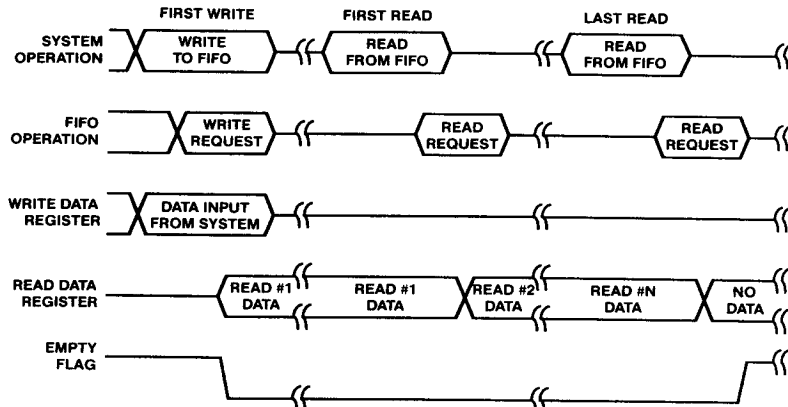 FIRST WRITE
FIRST READ
LAST READ
SYSTEM
OPERATION
WRITE
TO FIFO
READ
FROM FIFO
READ
FROM FIFO
FIFO
OPERATION
WRITE
REQUEST
READ
REQUEST
READ
REQUEST
WRITE DATA
REGISTER
DATA INPUT
FROM SYSTEM
READ DATA
REGISTER
READ #1
DATA
READ #1
DATA
READ #2
DATA
READ #N
DATA
NO
DATA
EMPTY
FLAG